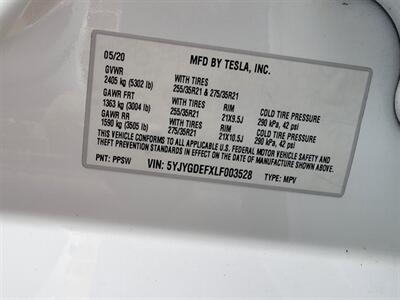 05/20 MFD BY TESLA, INC.
GVWR WITH TIRES
2405 kg (5302 lb) 255/35R21 & 275/35R21
GAWR FRT WITH TIRES RIM COLD TIRE PRESSURE
1363 kg (3004 lb) 255/35R21 21X9.5J 290 kPa, 42 psi
GAWR RR WITH TIRES RIM COLD TIRE PRESSURE
1590 kg (3505 lb) 275/35R21 21X10.5J 290 kPa, 42 psi
THIS VEHICLE CONFORMS TO ALL APPLICABLE U.S. FEDERAL MOTOR VEHICLE SAFETY AND
THEFT PREVENTION STANDARDS IN EFFECT ON THE DATE OF MANUFACTURE SHOWN ABOVE.
PNT: PPSW VIN: 5YJYGDEFXLF003528 TYPE: MPV